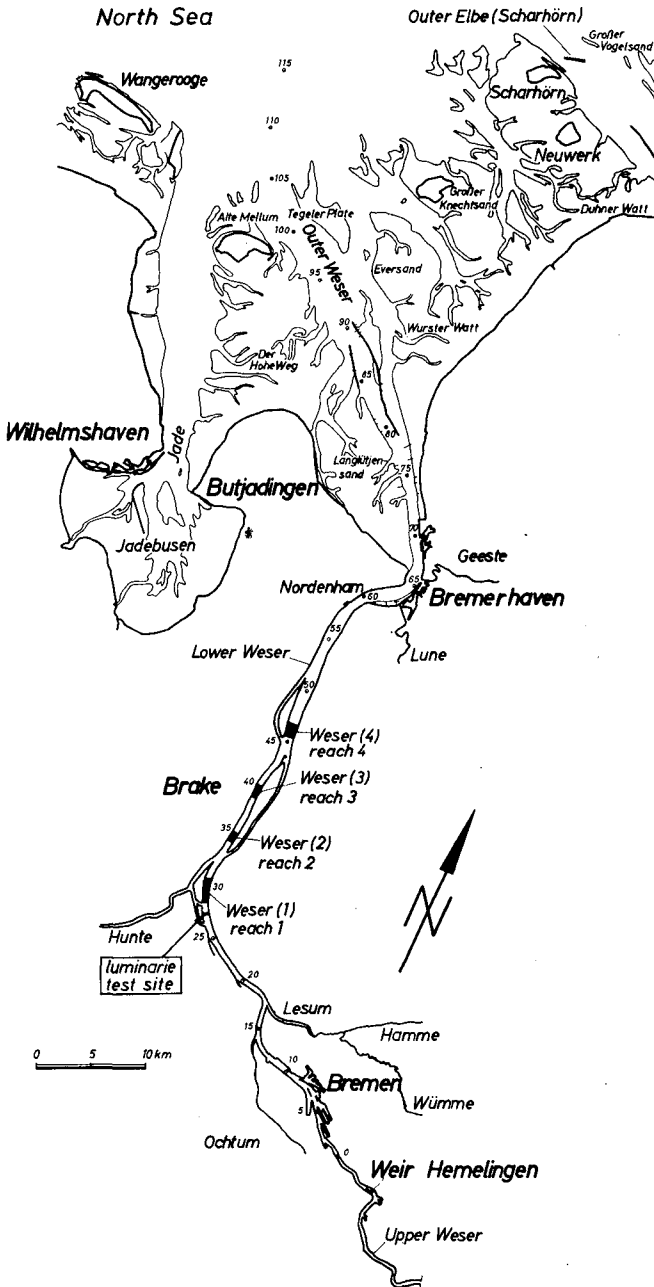 North Sea
Outer Elbe (Scharhörn)
Großer
Vogelsand
115
Wangerooge
Scharhörn
110
Neuwerk
105
Großer
Knechtsand
Duhner Watt
Alte Mellum
Tegeler Plate
100
Outer Weser
95
Eversand
90
Wurster Watt
Der
Hohe Weg
85
Wilhelmshaven
Jade
80
Langlütjen
sand
75
Butjadingen
Jadebusen
70
Geeste
65
Nordenham
60
Bremerhaven
55
Lower Weser
Lune
50
45
Weser (4)
reach 4
40
Brake
Weser (3)
reach 3
35
Weser (2)
reach 2
30
Weser (1)
reach 1
Hunte
25
luminarie
test site
N
20
Lesum
15
Hamme
0 5 10 km
10
Bremen
Wümme
5
Ochtum
0
Weir Hemelingen
Upper Weser